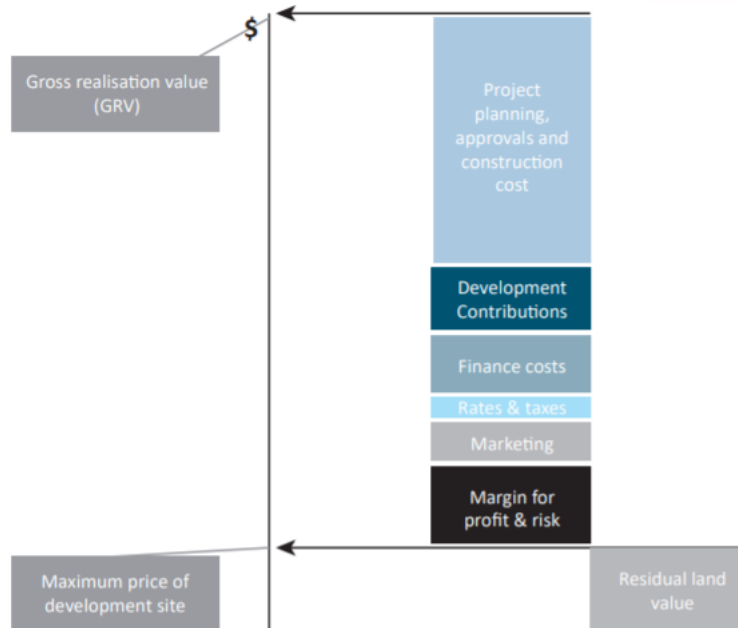 $
Gross realisation value
(GRV)
Project
planning,
approvals and
construction
cost
Development
Contributions
Finance costs
Rates & taxes
Marketing
Margin for
profit & risk
Maximum price of
development site
Residual land
value